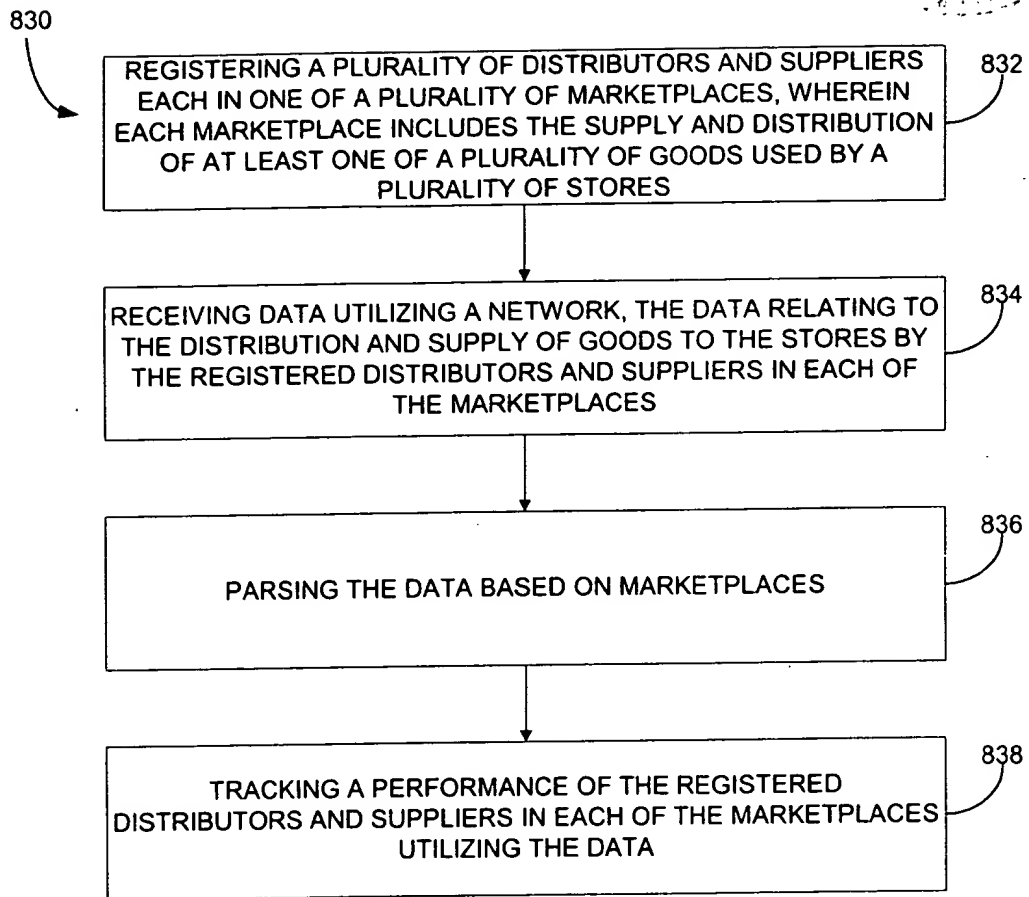 830
REGISTERING A PLURALITY OF DISTRIBUTORS AND SUPPLIERS
EACH IN ONE OF A PLURALITY OF MARKETPLACES, WHEREIN
EACH MARKETPLACE INCLUDES THE SUPPLY AND DISTRIBUTION
OF AT LEAST ONE OF A PLURALITY OF GOODS USED BY A
PLURALITY OF STORES
832
RECEIVING DATA UTILIZING A NETWORK, THE DATA RELATING TO
THE DISTRIBUTION AND SUPPLY OF GOODS TO THE STORES BY
THE REGISTERED DISTRIBUTORS AND SUPPLIERS IN EACH OF
THE MARKETPLACES
834
PARSING THE DATA BASED ON MARKETPLACES
836
TRACKING A PERFORMANCE OF THE REGISTERED
DISTRIBUTORS AND SUPPLIERS IN EACH OF THE MARKETPLACES
UTILIZING THE DATA
838